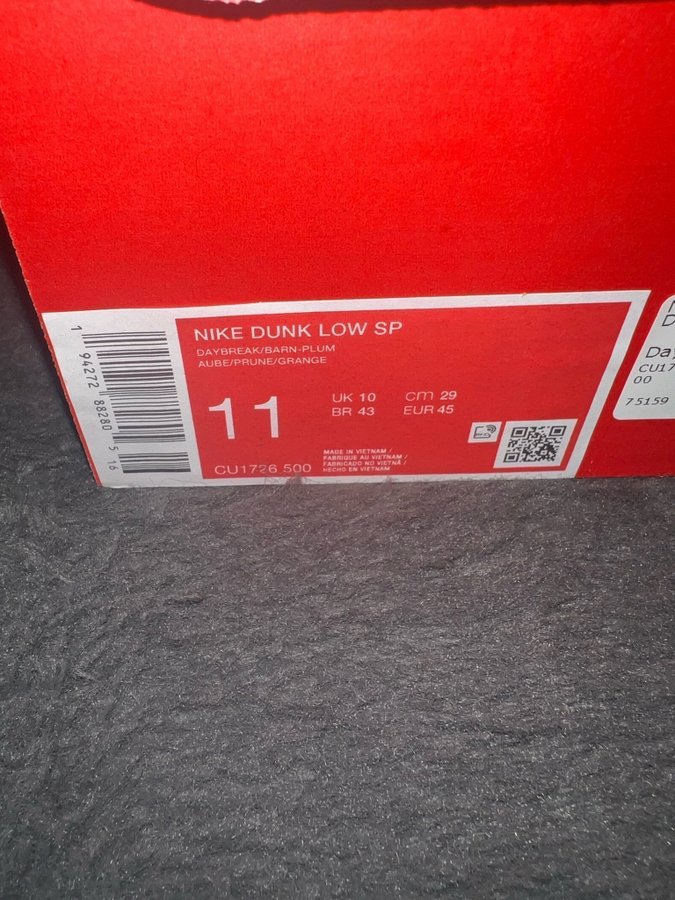 NIKE DUNK LOW SP
DAYBREAK/BARN-PLUM
AUBE/PRUNE/GRANGE
11
UK 10
CM 29
BR 43
EUR 45
CU1726 500
MADE IN VIETNAM /
FABRIQUE AU VIETNAM /
FABRICADO NO VIETNÃ /
HECHO EN VIETNAM
1 94272 88280 5 16
Da
CU17
00
75159